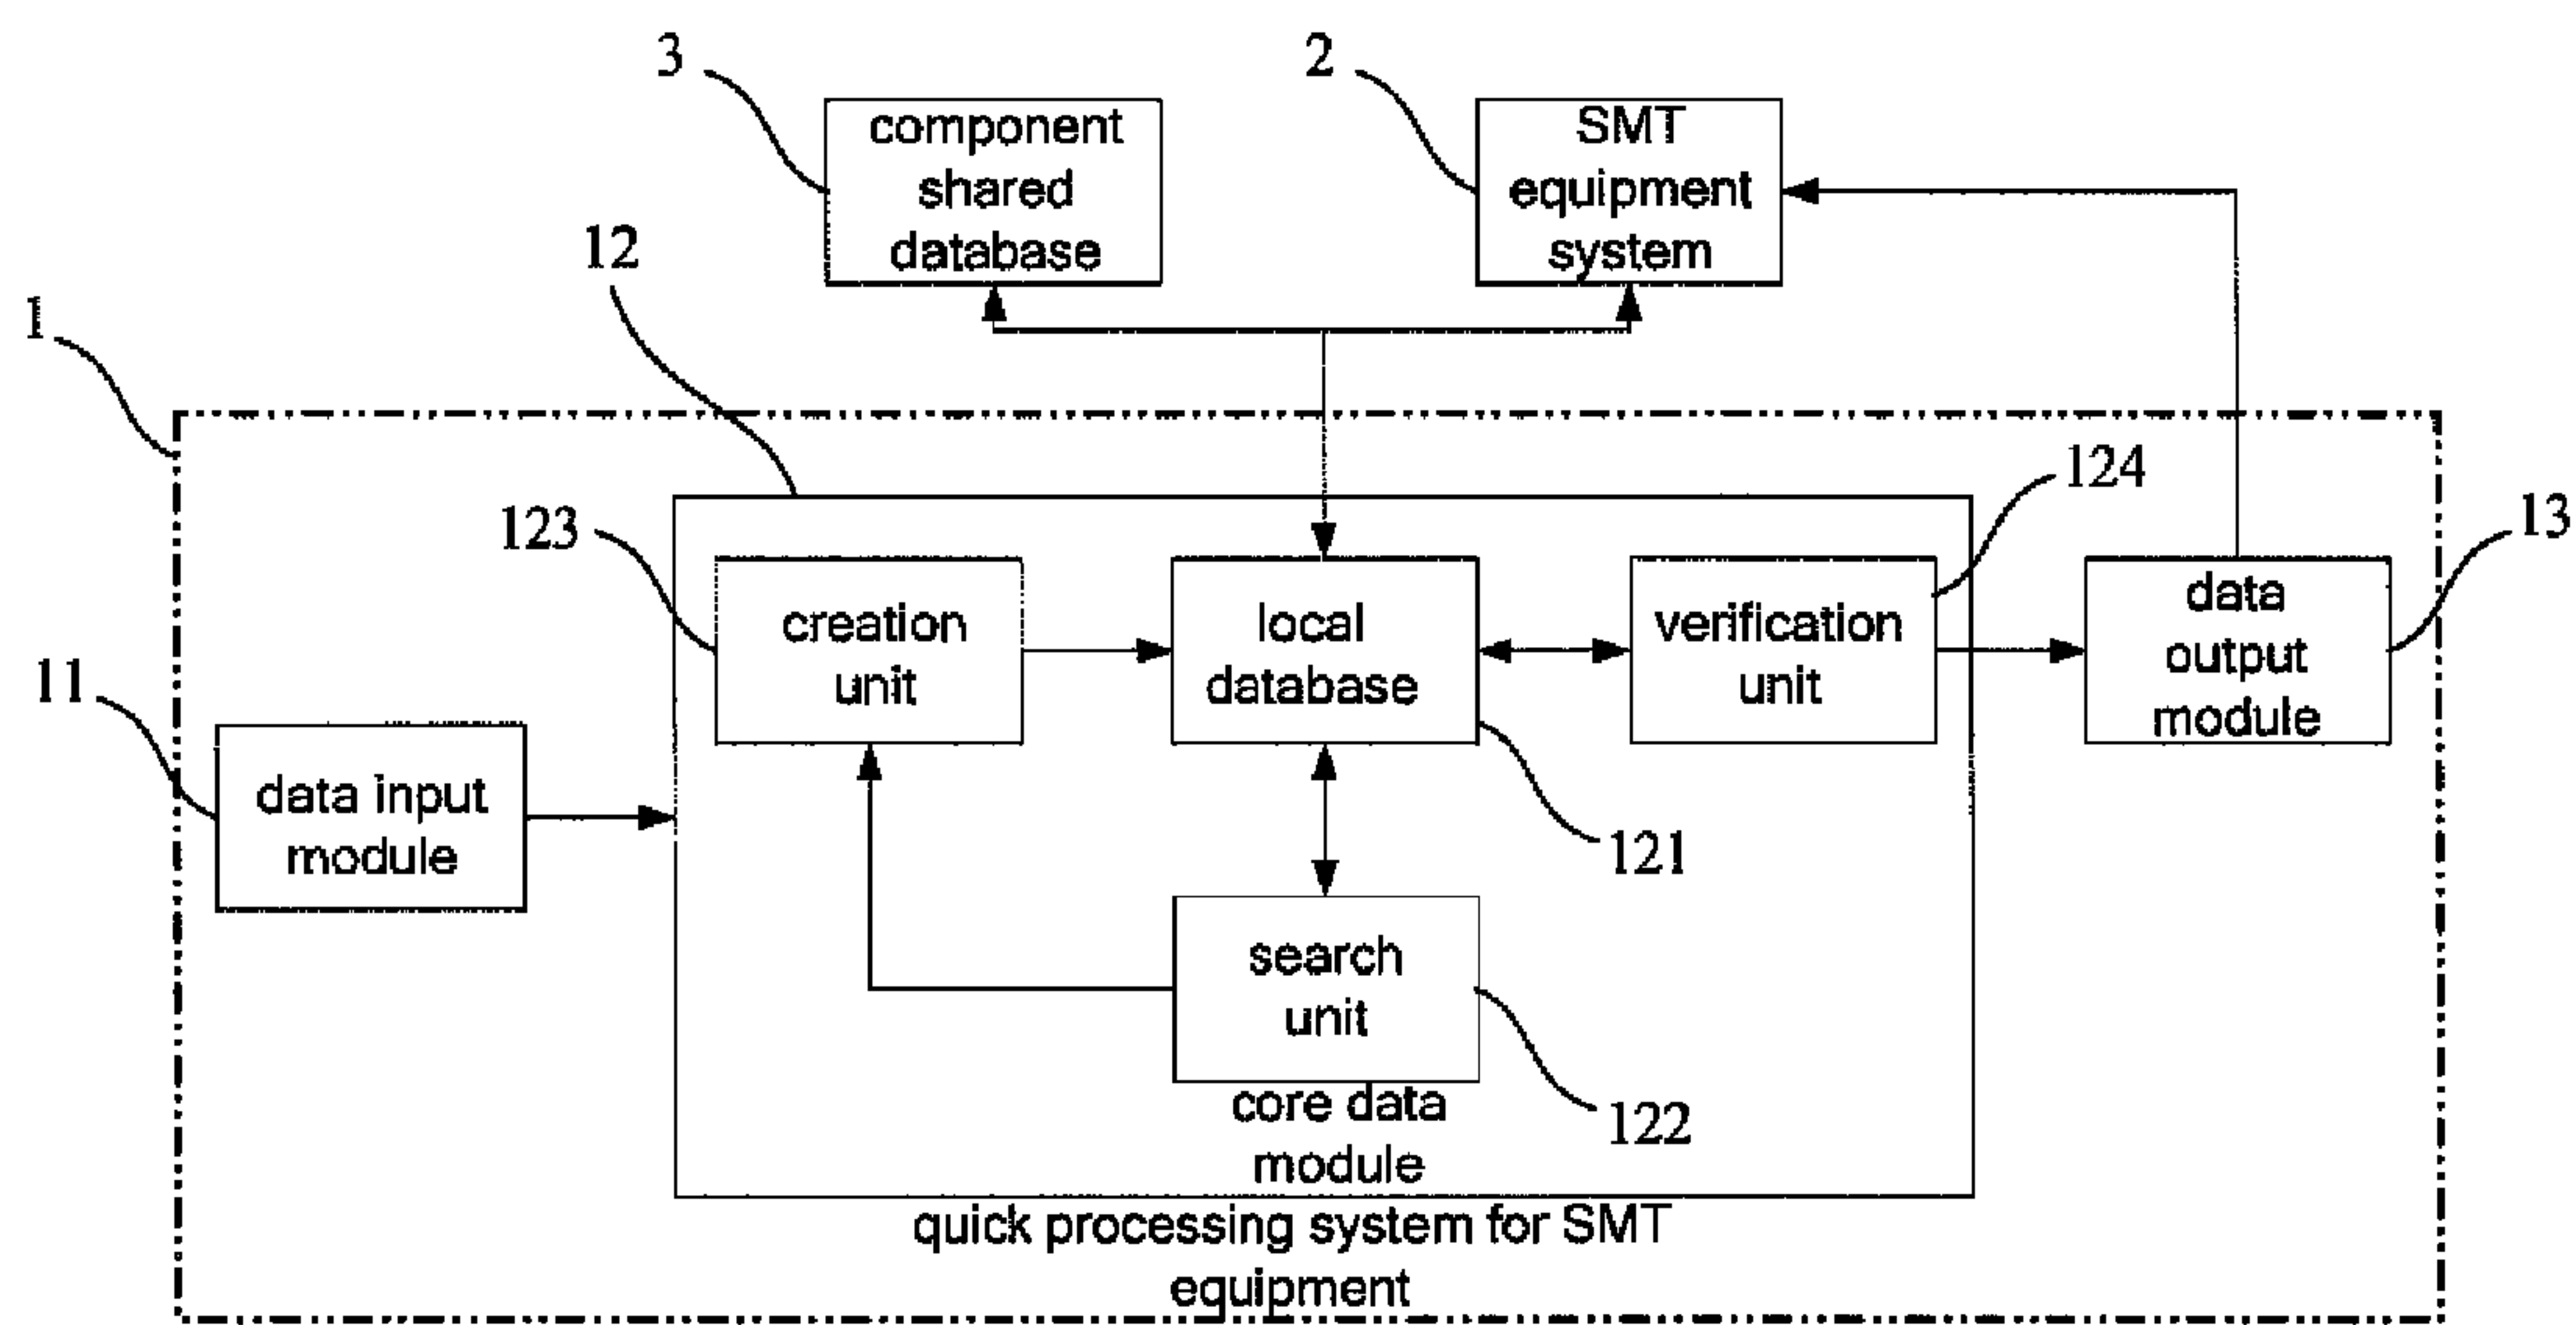 3
2
component
shared
database
SMT
equipment
system
12
1
124
123
13
creation
unit
local
database
verification
unit
data
output
module
11
data input
module
121
search
unit
122
core data
module
quick processing system for SMT
equipment